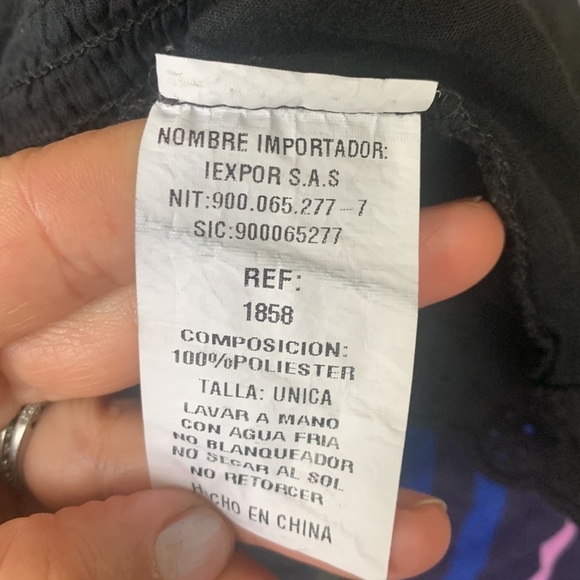 NOMBRE IMPORTADOR:
IEXPOR S.A.S
NIT:900.065.277-7
SIC:900065277
REF:
1858
COMPOSICION:
100%POLIESTER
TALLA: UNICA
LAVAR A MANO
CON AGUA FRIA
NO BLANQUEADOR
NO SECAR AL SOL
NO RETORCER
HECHO EN CHINA